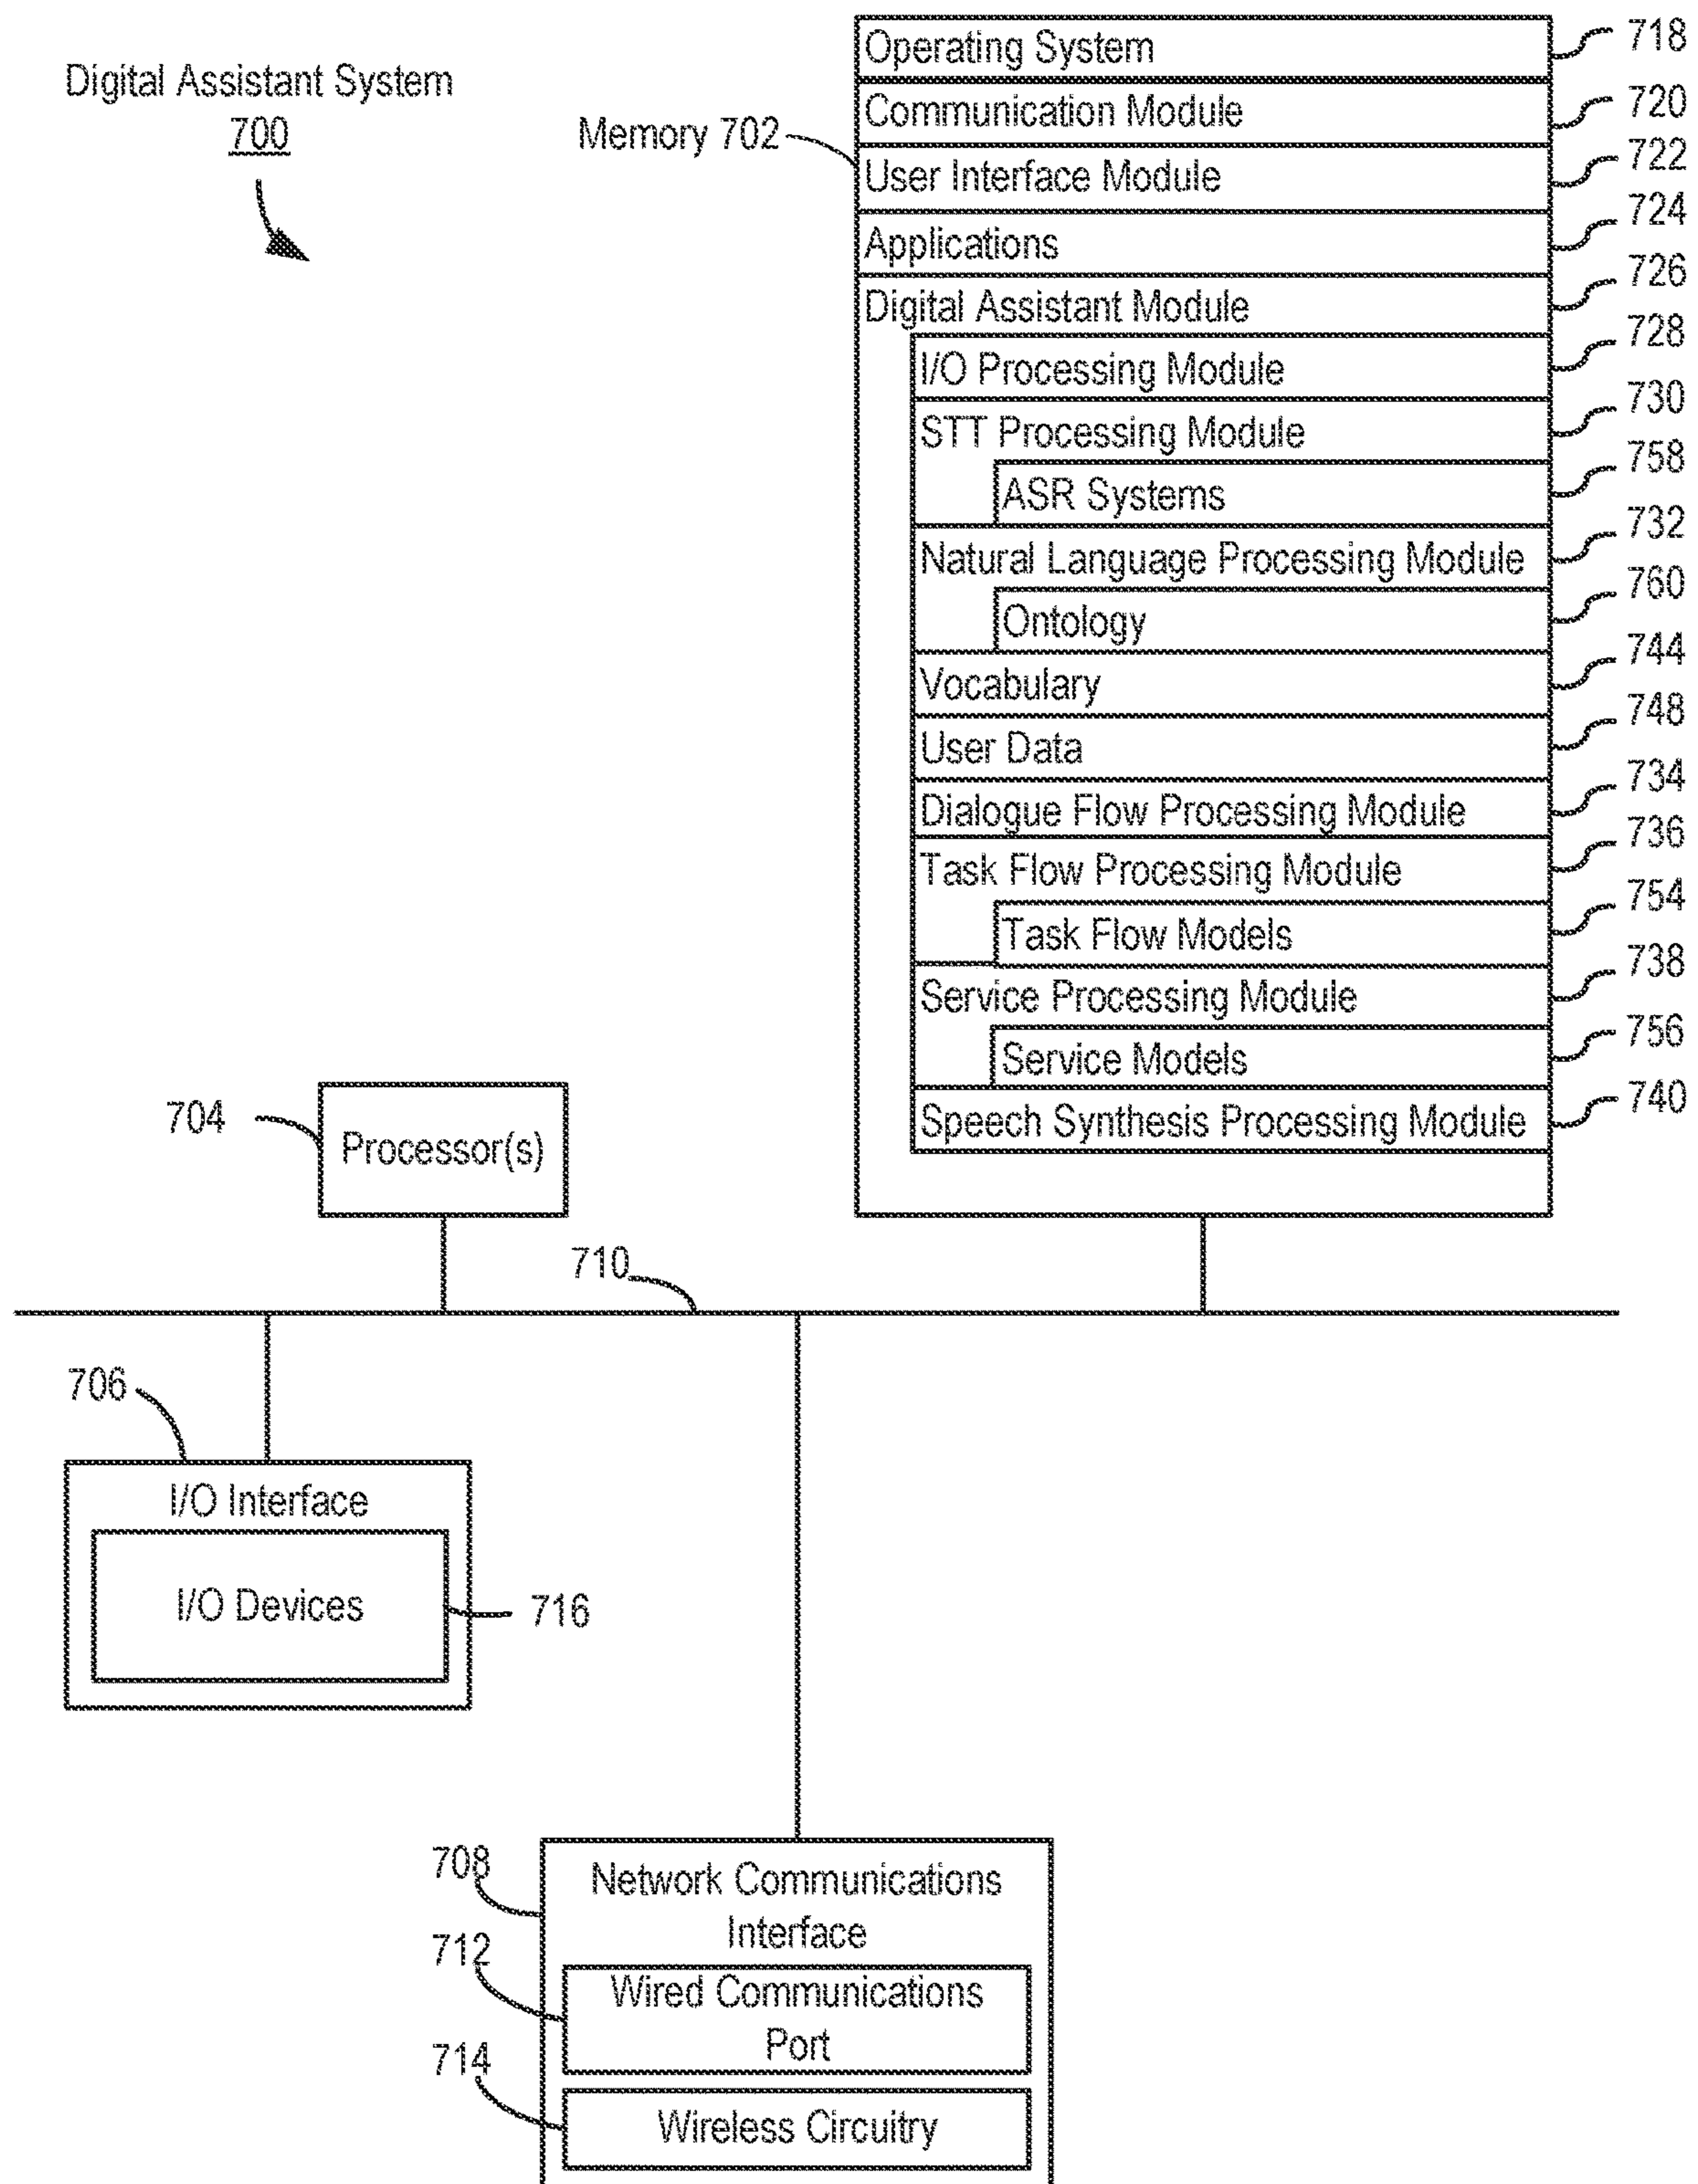 Digital Assistant System
700
Memory 702
Operating System 718
Communication Module 720
User Interface Module 722
Applications 724
Digital Assistant Module 726
I/O Processing Module 728
STT Processing Module 730
ASR Systems 758
Natural Language Processing Module 732
Ontology 760
Vocabulary 744
User Data 748
Dialogue Flow Processing Module 734
Task Flow Processing Module 736
Task Flow Models 754
Service Processing Module 738
Service Models 756
Speech Synthesis Processing Module 740
704
Processor(s)
710
706
I/O Interface
I/O Devices
716
708
Network Communications
Interface
712
Wired Communications
Port
714
Wireless Circuitry